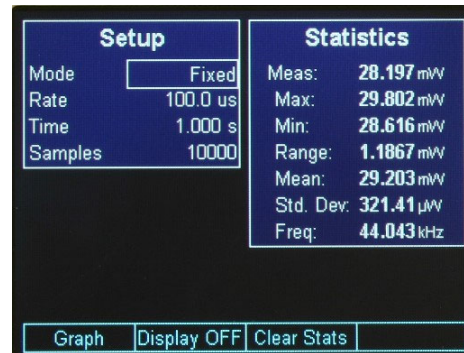 Setup
Mode Fixed
Rate 100.0 us
Time 1.000 s
Samples 10000
Statistics
Meas: 28.197 mW
Max: 29.802 mW
Min: 28.616 mW
Range: 1.1867 mW
Mean: 29.203 mW
Std. Dev: 321.41 µW
Freq: 44.043 kHz
Graph Display OFF Clear Stats